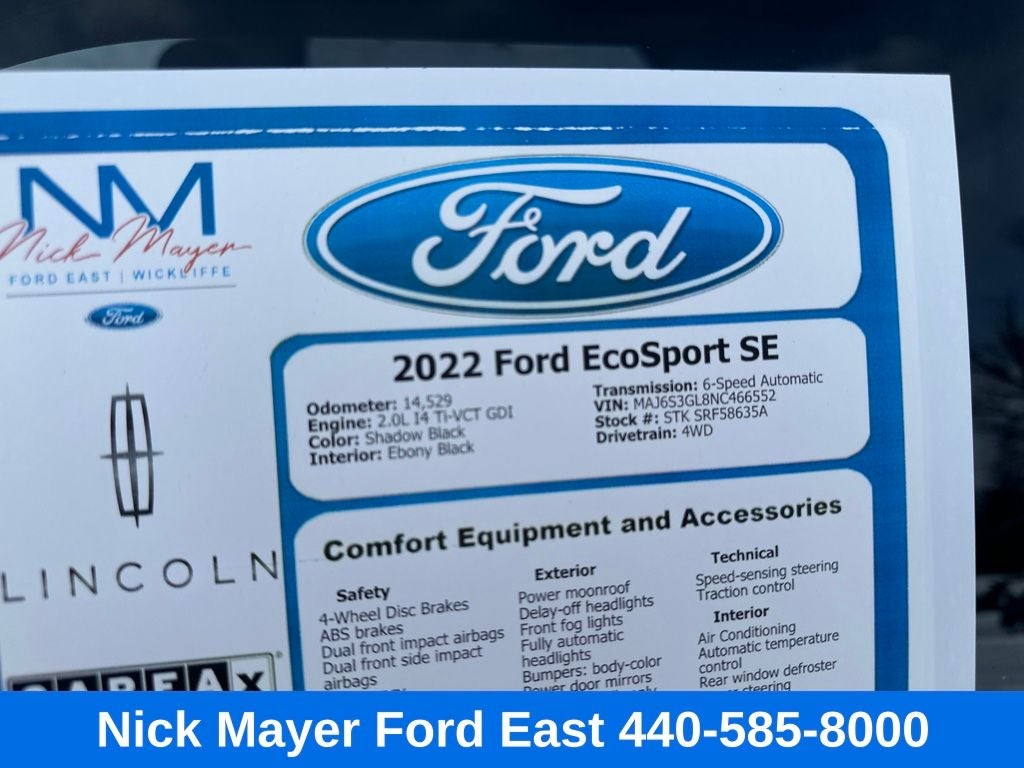 NM
Nick Mayer
FORD EAST | WICKLIFFE
Ford
LINCOLN
CARFAX
Ford
2022 Ford EcoSport SE
Odometer: 14,529
Engine: 2.0L I4 Ti-VCT GDI
Color: Shadow Black
Interior: Ebony Black
Transmission: 6-Speed Automatic
VIN: MAJ6S3GL8NC466552
Stock #: STK SRF58635A
Drivetrain: 4WD
Comfort Equipment and Accessories
Safety
4-Wheel Disc Brakes
ABS brakes
Dual front impact airbags
Dual front side impact
airbags
Exterior
Power moonroof
Delay-off headlights
Front fog lights
Fully automatic
headlights
Bumpers: body-color
Power door mirrors
Technical
Speed-sensing steering
Traction control
Interior
Air Conditioning
Automatic temperature
control
Rear window defroster
steering
Nick Mayer Ford East 440-585-8000